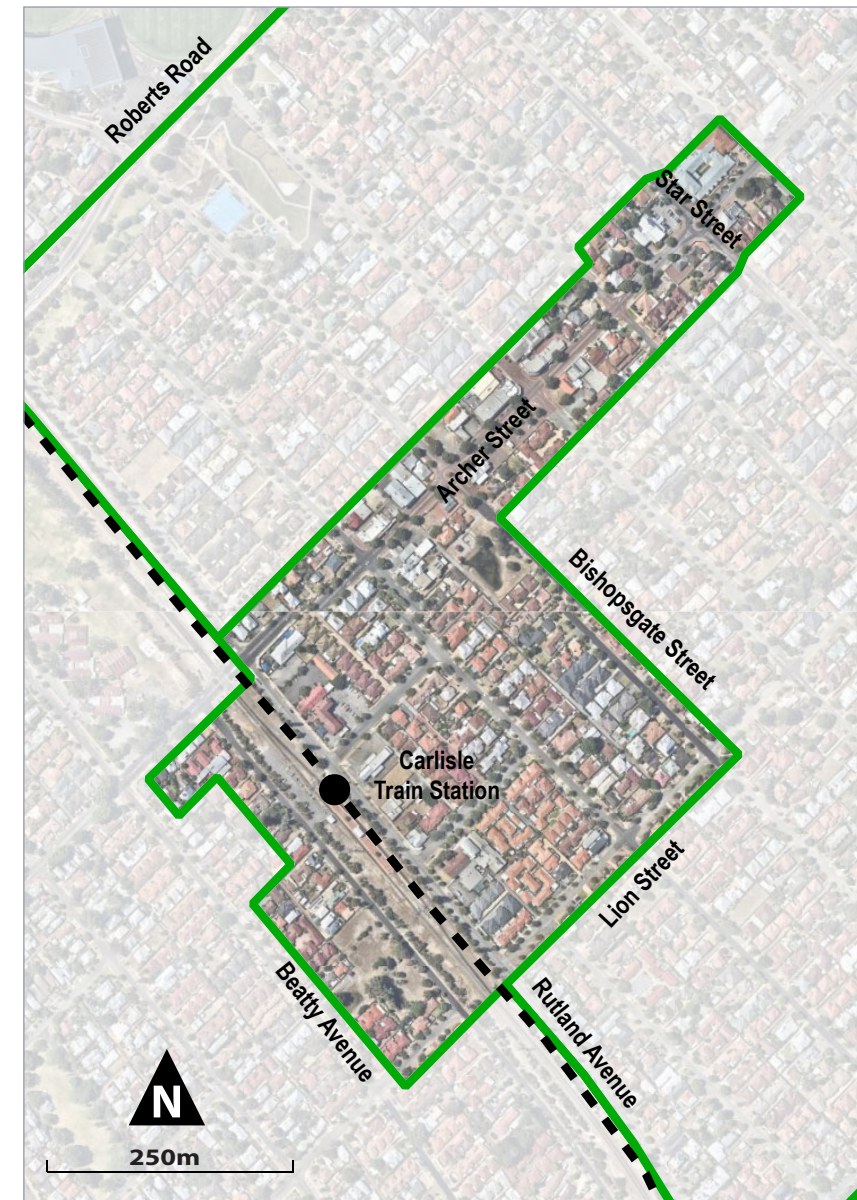 Roberts Road
Star Street
Archer Street
Bishopsgate Street
Carlisle
Train Station
Lion Street
Beatty Avenue
Rutland Avenue
N
250m